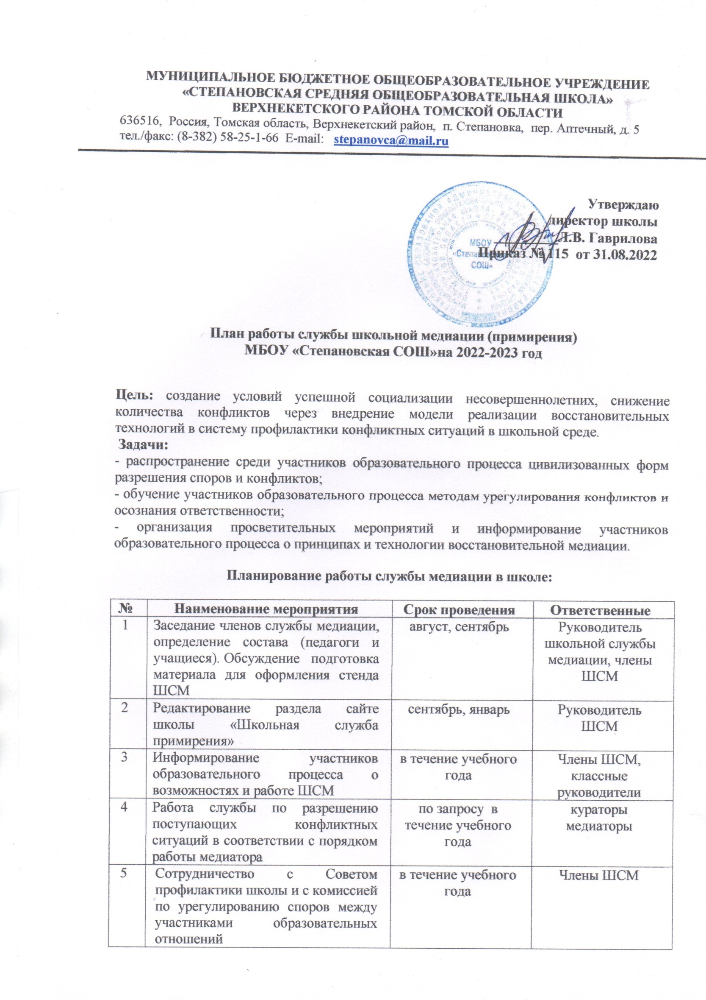 МУНИЦИПАЛЬНОЕ БЮДЖЕТНОЕ ОБЩЕОБРАЗОВАТЕЛЬНОЕ УЧРЕЖДЕНИЕ
«СТЕПАНОВСКАЯ СРЕДНЯЯ ОБЩЕОБРАЗОВАТЕЛЬНАЯ ШКОЛА»
ВЕРХНЕКЕТСКОГО РАЙОНА ТОМСКОЙ ОБЛАСТИ
636516, Россия, Томская область, Верхнекетский район, п. Степановка, пер. Аптечный, д. 5
тел./факс: (8-382) 58-25-1-66 E-mail: stepanovca@mail.ru
Утверждаю
директор школы
Л.В. Гаврилова
Приказ № 115 от 31.08.2022
МБОУ
«Степановская
СОШ»
План работы службы школьной медиации (примирения)
МБОУ «Степановская СОШ»на 2022-2023 год
Цель: создание условий успешной социализации несовершеннолетних, снижение
количества конфликтов через внедрение модели реализации восстановительных
технологий в систему профилактики конфликтных ситуаций в школьной среде.
Задачи:
- распространение среди участников образовательного процесса цивилизованных форм
разрешения споров и конфликтов;
- обучение участников образовательного процесса методам урегулирования конфликтов и
осознания ответственности;
- организация просветительных мероприятий и информирование участников
образовательного процесса о принципах и технологии восстановительной медиации.
Планирование работы службы медиации в школе:
№ Наименование мероприятия Срок проведения Ответственные
1 Заседание членов службы медиации, август, сентябрь Руководитель
определение состава (педагоги и школьной службы
учащиеся). Обсуждение подготовка медиации, члены
материала для оформления стенда ШСМ
ШСМ
2 Редактирование раздела сайте сентябрь, январь Руководитель
школы «Школьная служба ШСМ
примирения»
3 Информирование участников в течение учебного Члены ШСМ,
образовательного процесса о года классные
возможностях и работе ШСМ руководители
4 Работа службы по разрешению по запросу в кураторы
поступающих конфликтных течение учебного медиаторы
ситуаций в соответствии с порядком года
работы медиатора
5 Сотрудничество с Советом в течение учебного Члены ШСМ
профилактики школы и с комиссией года
по урегулированию споров между
участниками образовательных
отношений